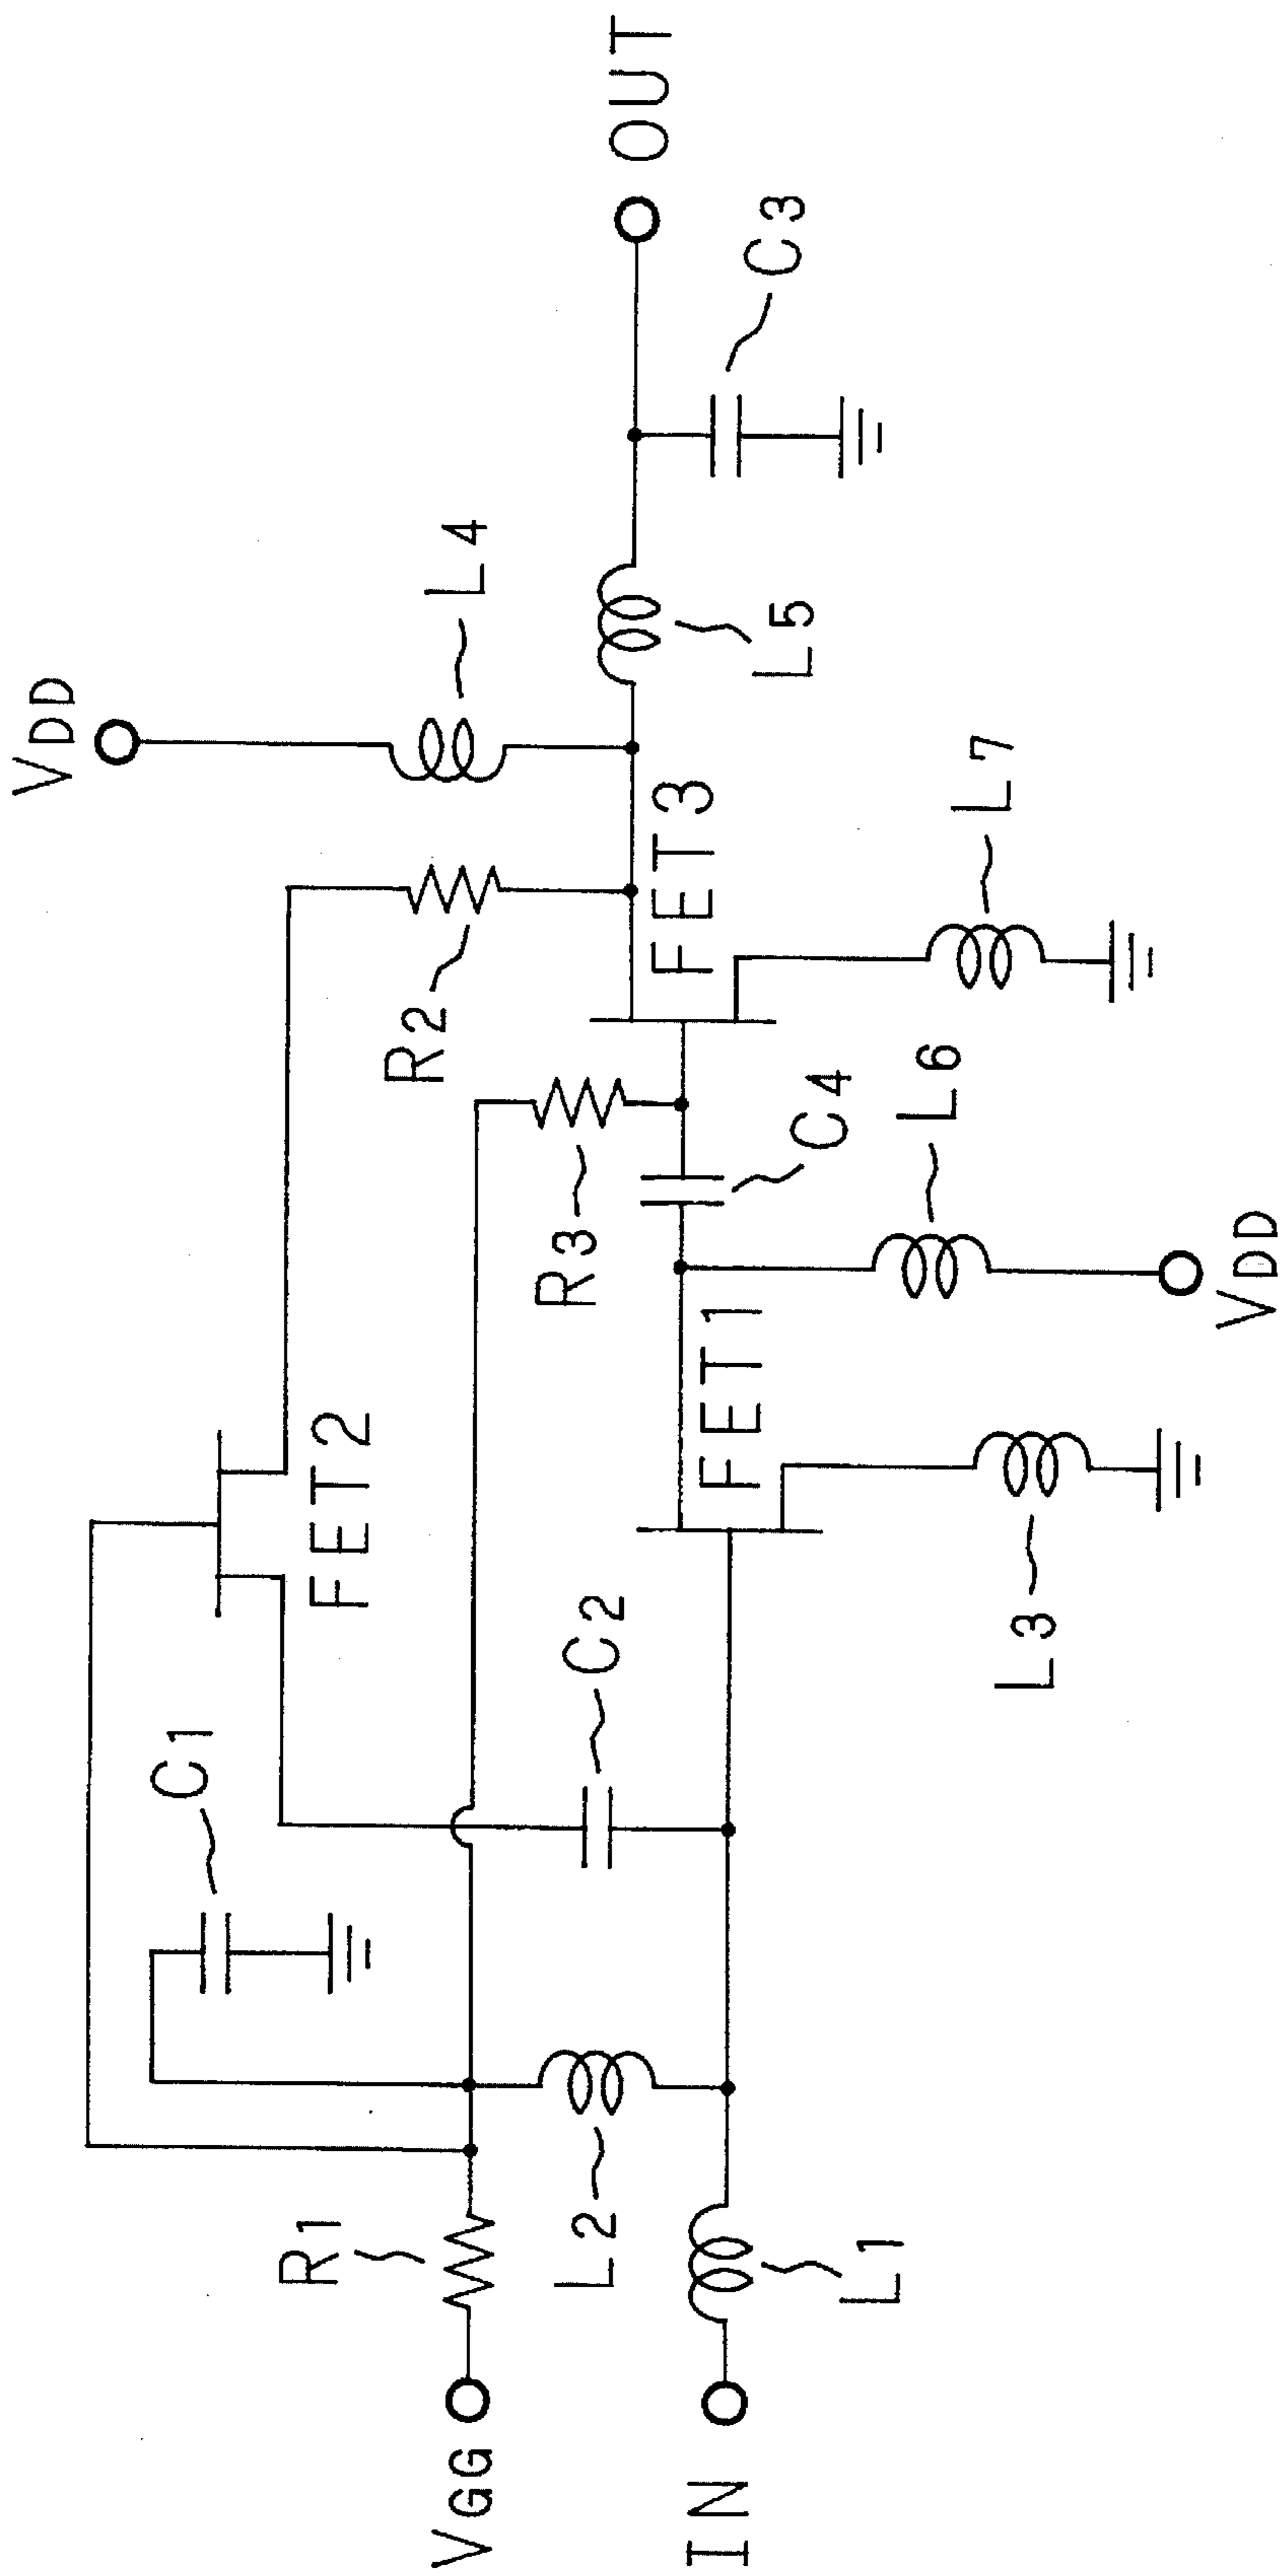 VDD
L4
OUT
C1
FET2
R2
C3
R1
R3
L5
L2
C2
FET3
VGG
C4
L7
IN
FET1
L6
L1
L3
VDD